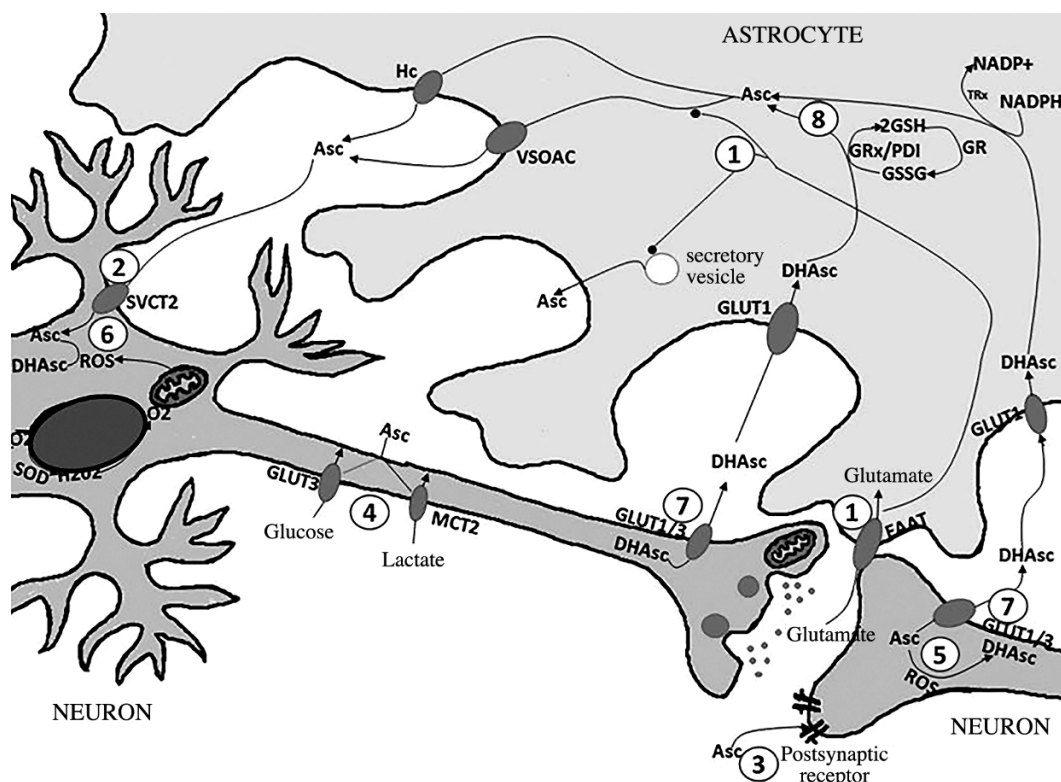 ASTROCYTE
Hc
Asc
NADP+
TRx
NADPH
8
2GSH
GRx/PDI
GR
GSSG
1
Asc
VSOAC
2
SVCT2
secretory
vesicle
DHAsc
Asc
GLUT1
6
Asc
DHAsc
ROS
DHAsc
GLUT1
O2
O2
SOD
H2O2
Asc
DHAsc
GLUT3
4
MCT2
Glucose
Lactate
7
GLUT1/3
DHAsc
Glutamate
1
EAAT
DHAsc
7
GLUT1/3
Glutamate
Asc
5
DHAsc
ROS
NEURON
NEURON
Asc
3
Postsynaptic
receptor